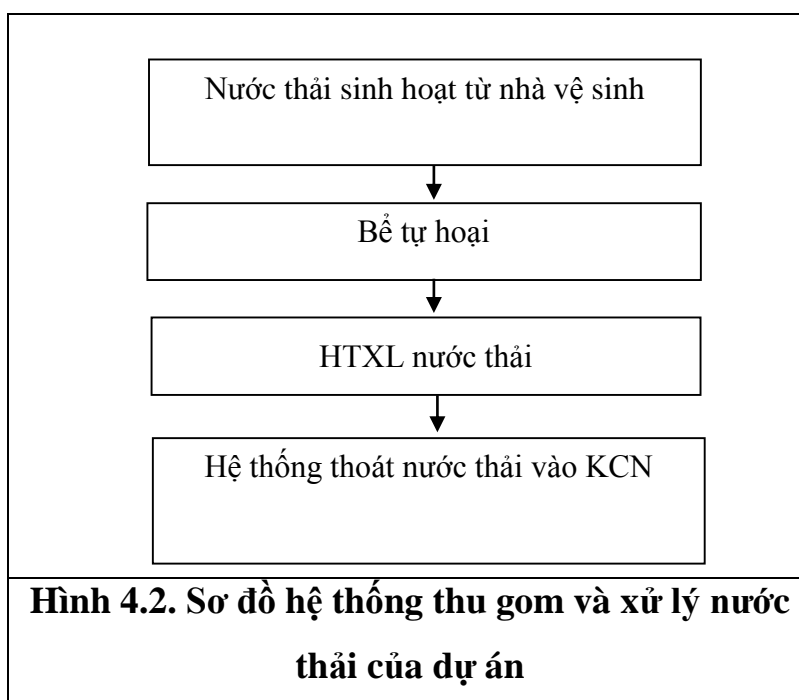 Nước thải sinh hoạt từ nhà vệ sinh
Bể tự hoại
HTXL nước thải
Hệ thống thoát nước thải vào KCN
Hình 4.2. Sơ đồ hệ thống thu gom và xử lý nước
thải của dự án